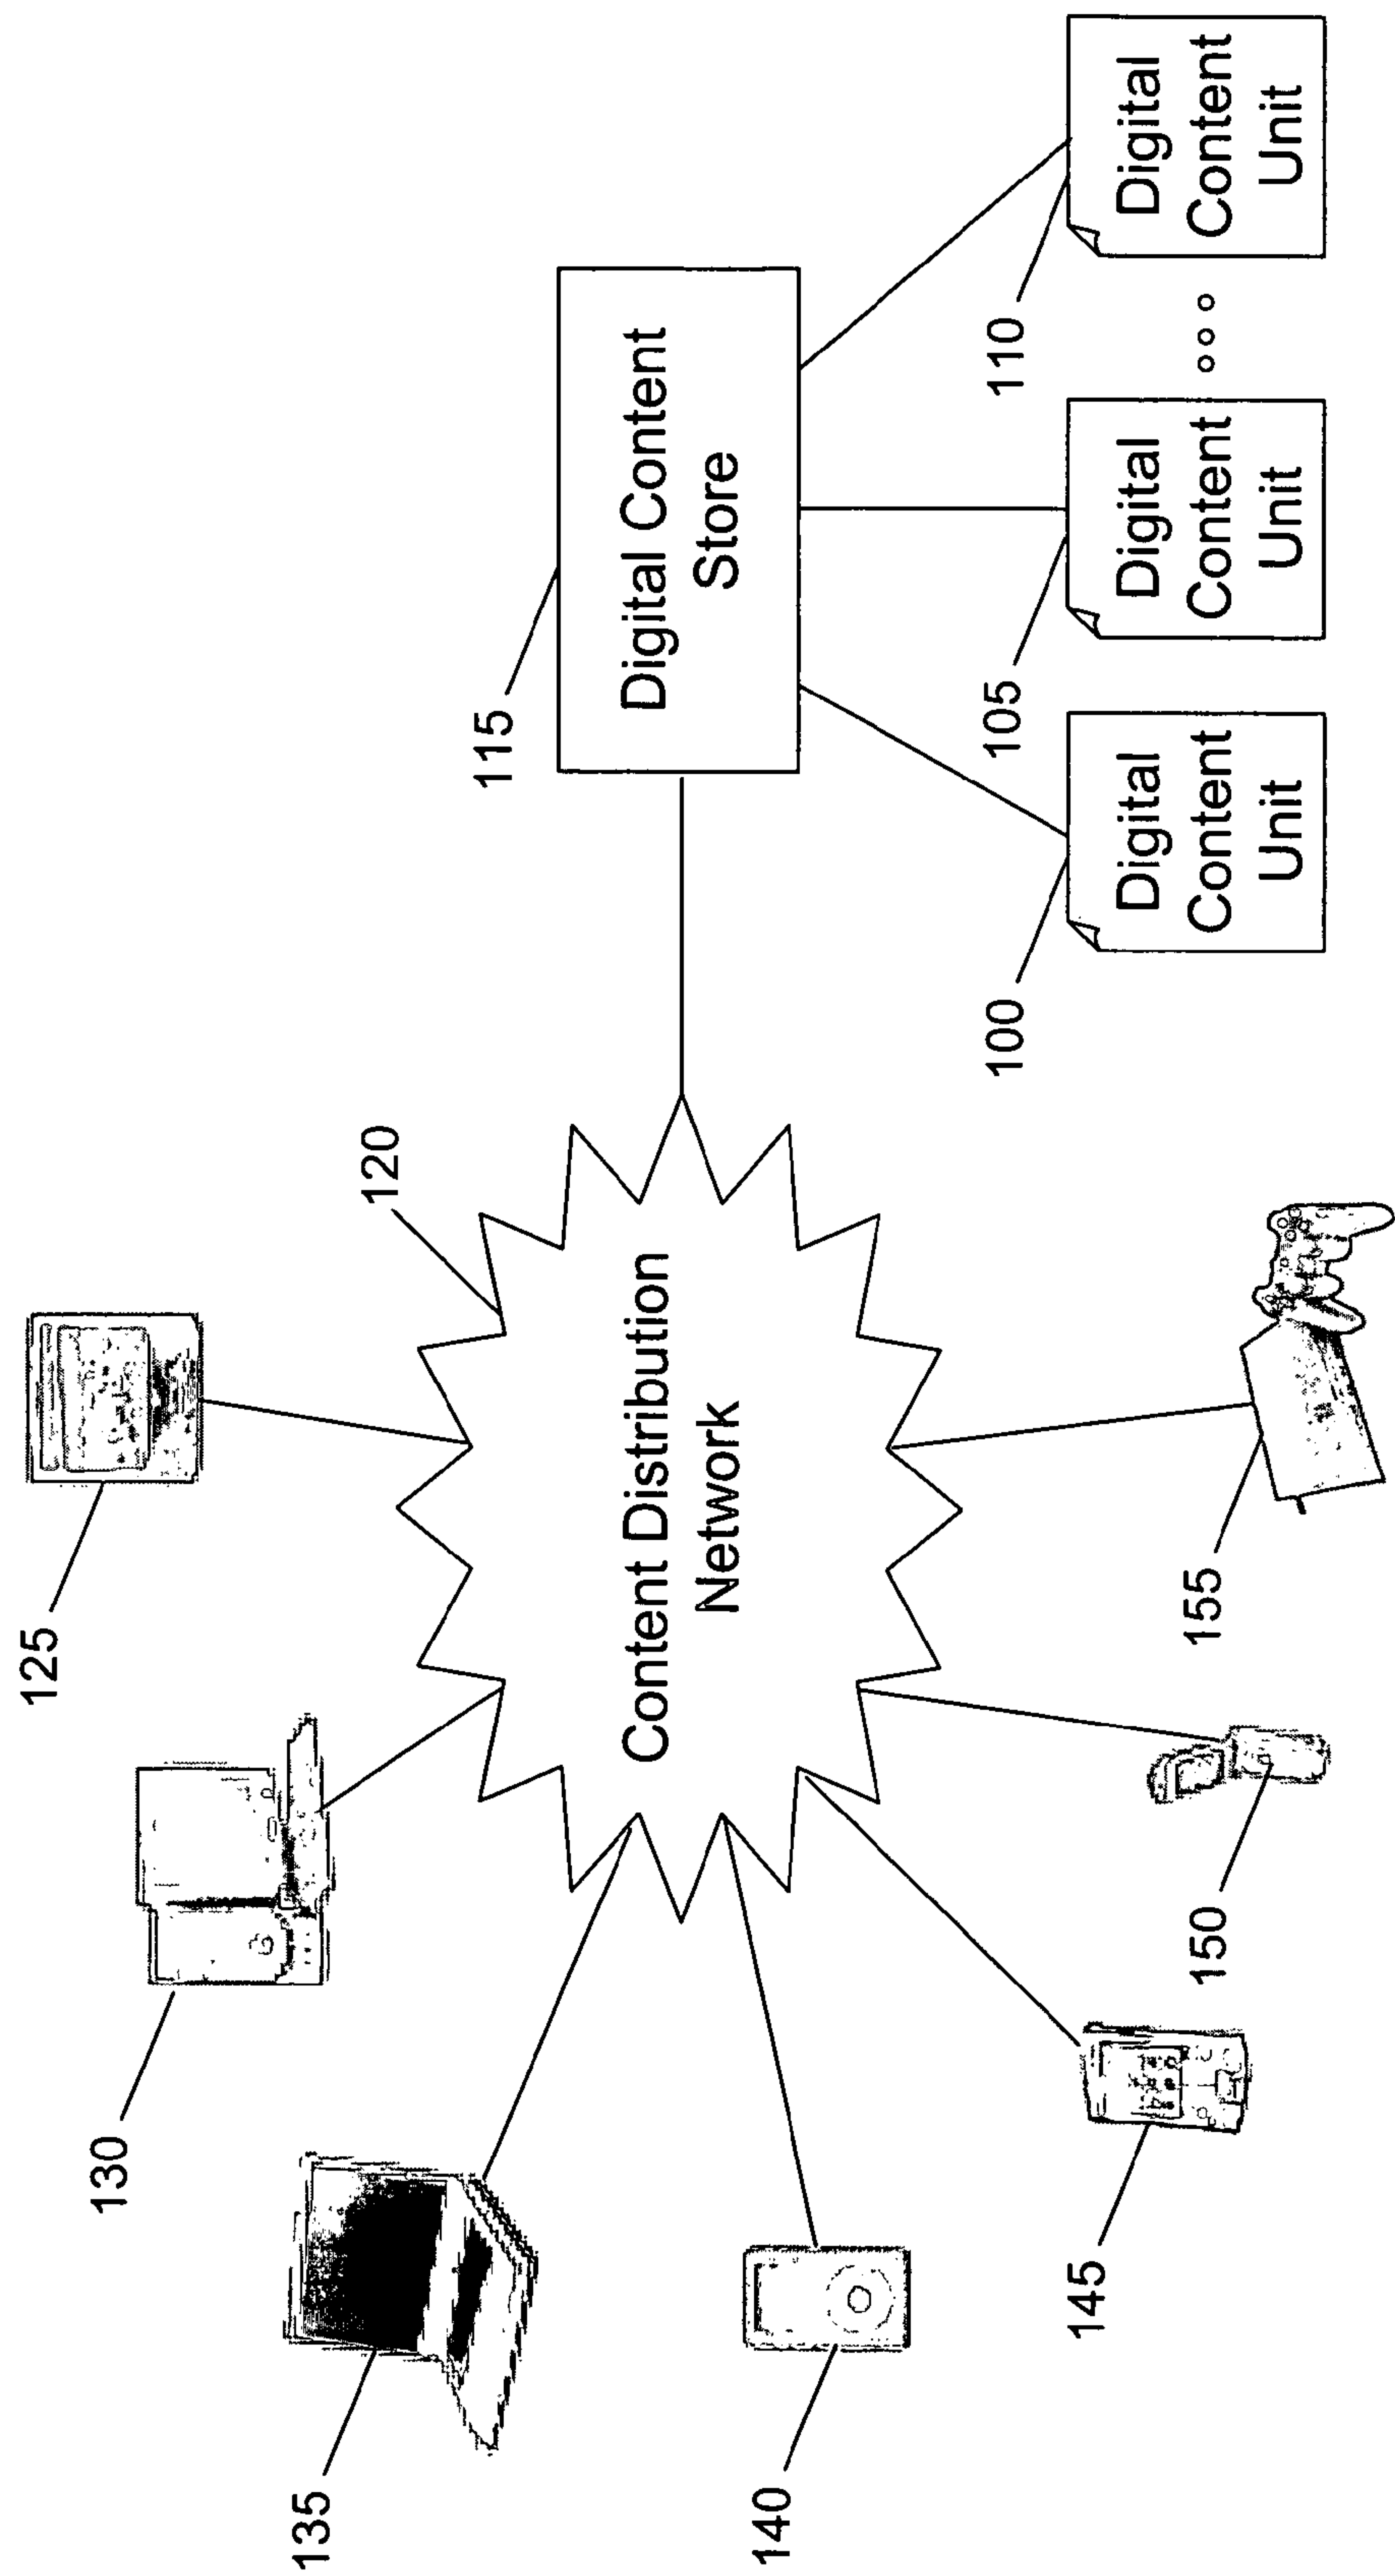 125
130
120
135
Content Distribution
Network
115
Digital Content
Store
140
145
150
155
100
105
110
Digital
Content
Unit
Digital
Content
Unit
Digital
Content
Unit